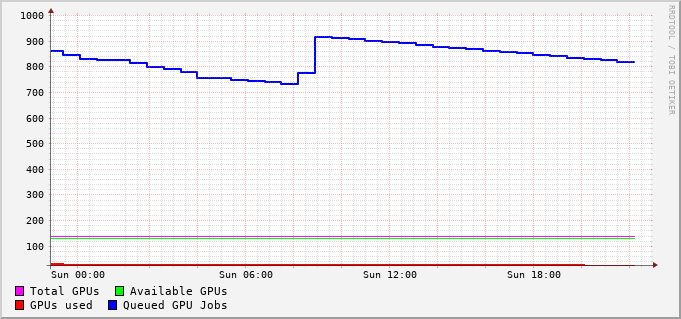 1000
900
800
700
600
500
400
300
200
100
Sun 00:00 Sun 06:00 Sun 12:00 Sun 18:00
Total GPUs Available GPUs
GPUs used Queued GPU Jobs
RRDTOOL / TOBI OETIKER